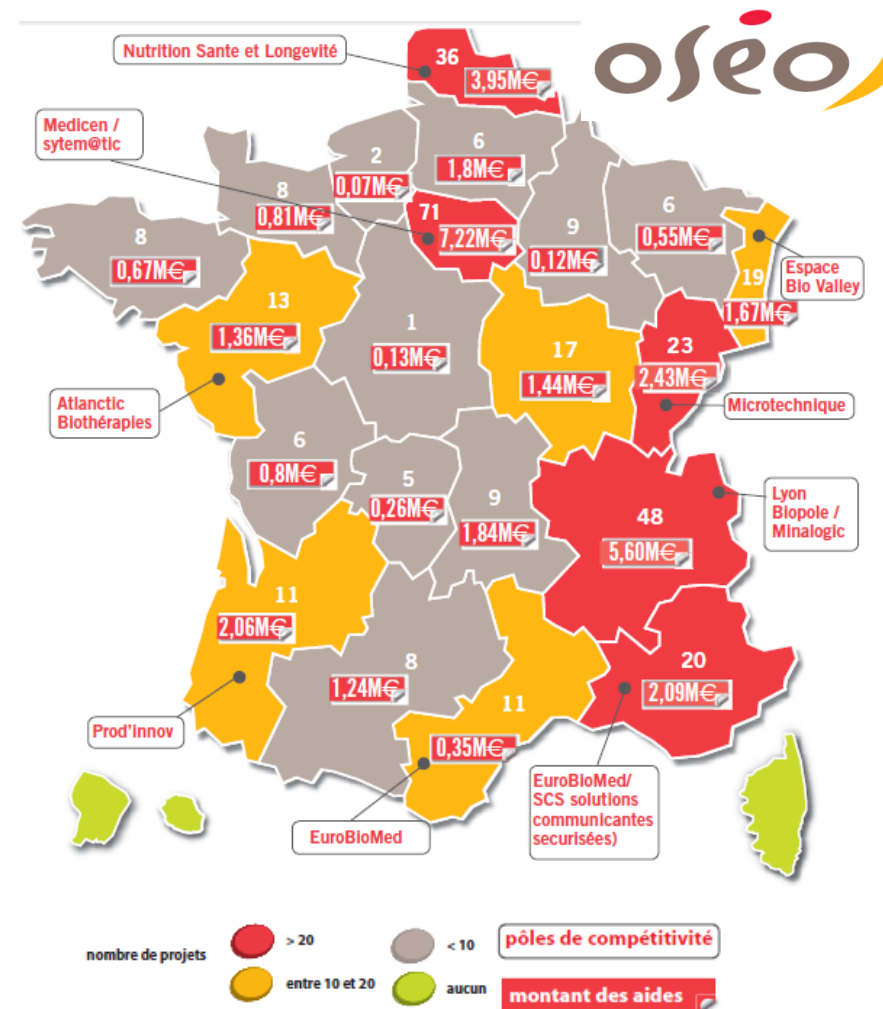 oséo
Nutrition Sante et Longevité
36
3,95M€
Medicen /
sytem@tic
2
0,07M€
6
1,8M€
8
0,81M€
71
7,22M€
9
0,12M€
6
0,55M€
8
0,67M€
Espace
Bio Valley
19
1,67M€
13
1,36M€
1
0,13M€
17
1,44M€
23
2,43M€
Atlanctic
Biothérapies
Microtechnique
6
0,8M€
5
0,26M€
9
1,84M€
48
5,60M€
Lyon
Biopole /
Minalogic
11
2,06M€
8
1,24M€
11
0,35M€
20
2,09M€
Prod'innov
EuroBioMed
EuroBioMed/
SCS solutions
communicantes
securisées)
nombre de projets
> 20
< 10
pôles de compétitivité
entre 10 et 20
aucun
montant des aides